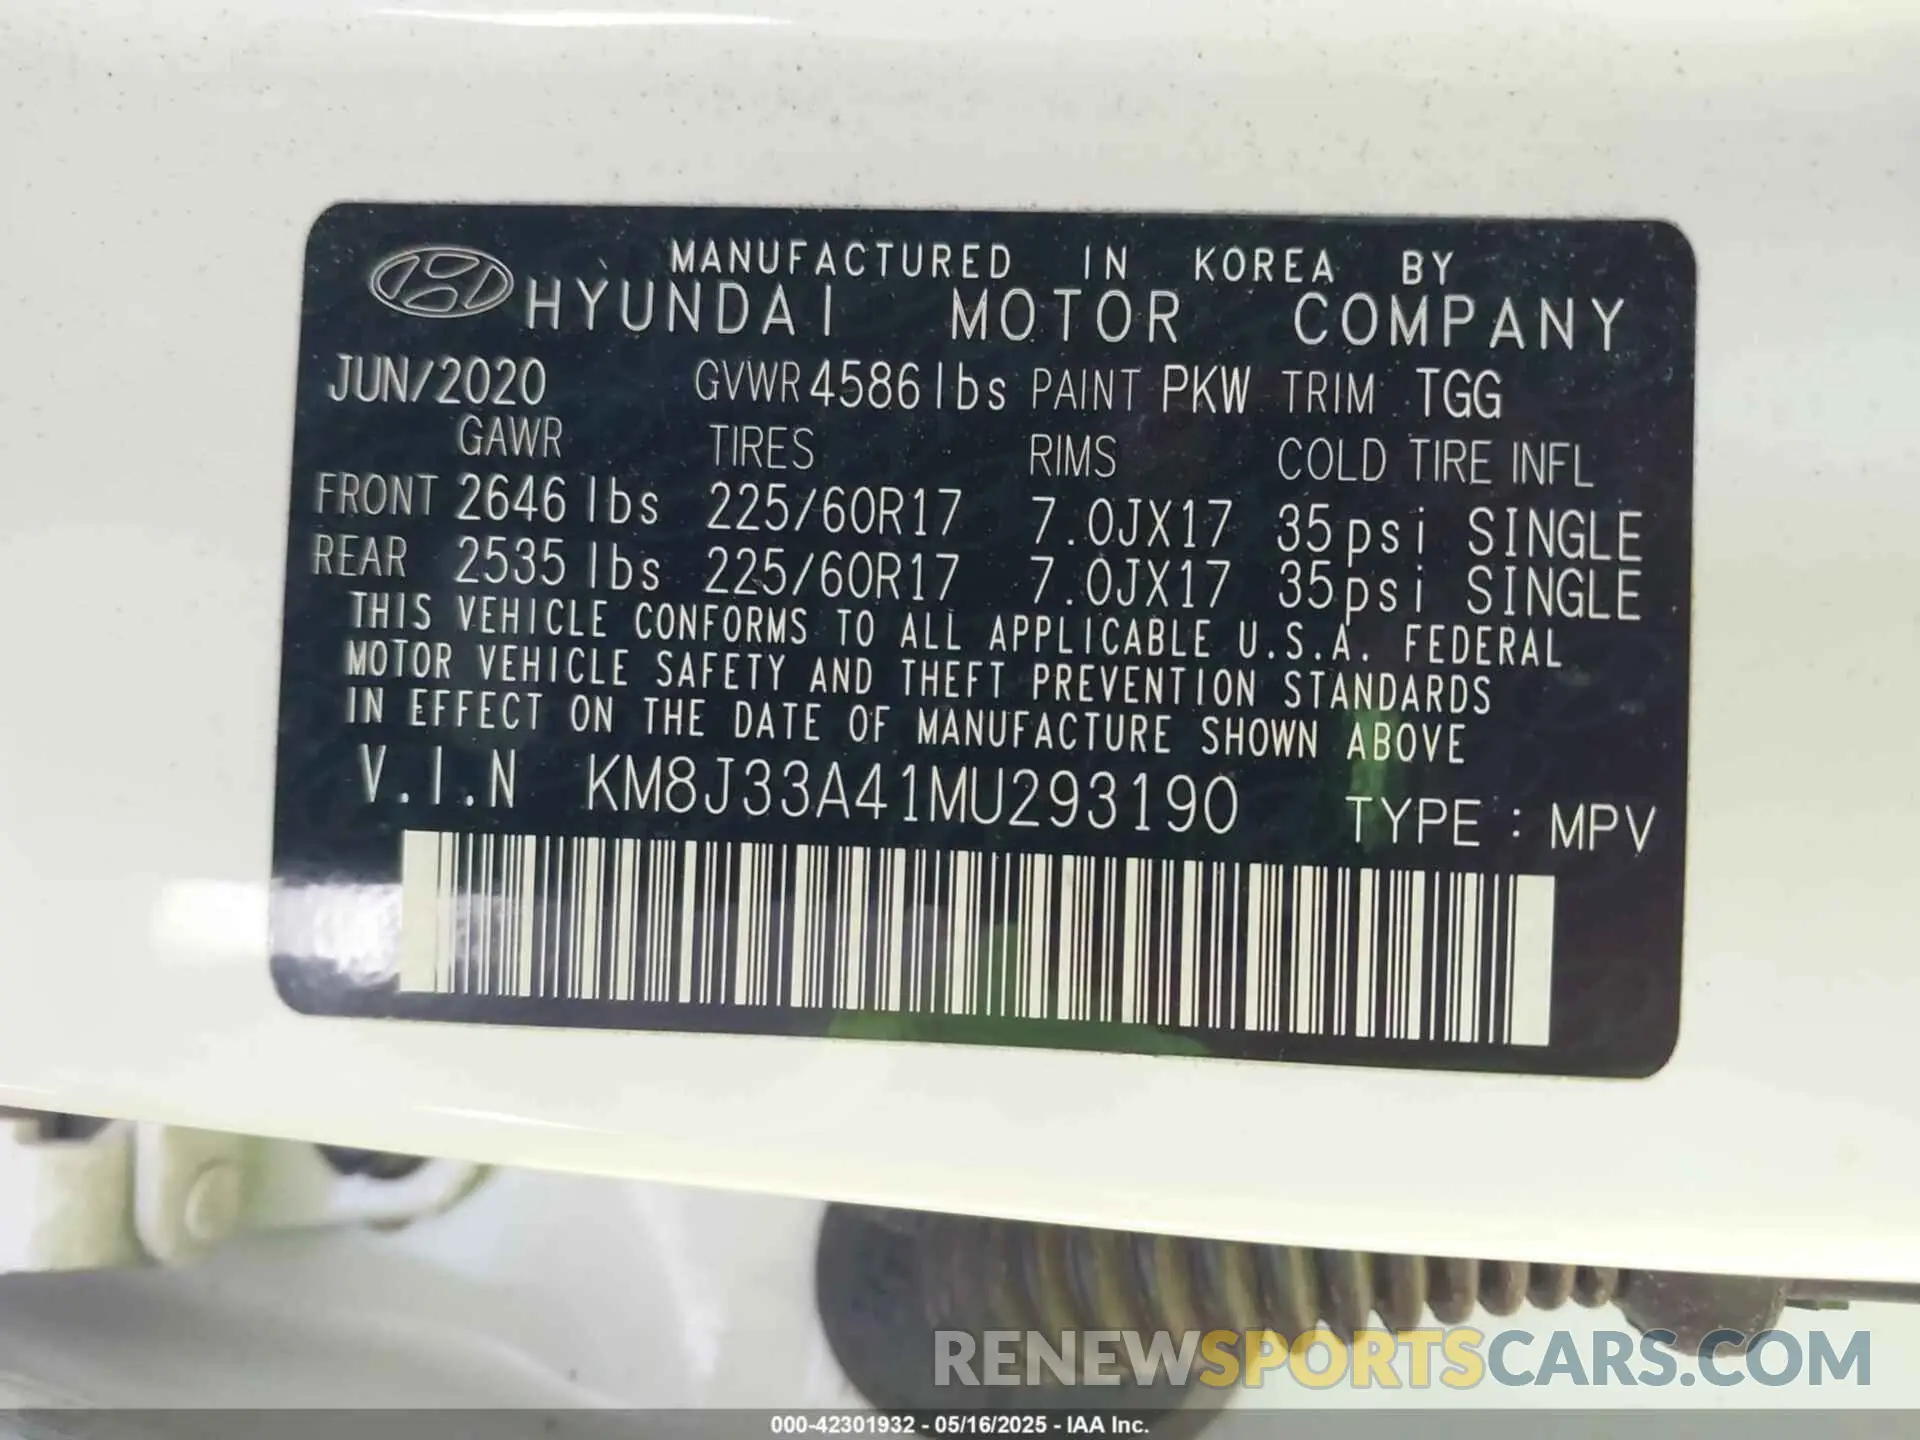 MANUFACTURED IN KOREA BY
HYUNDAI MOTOR COMPANY
JUN/2020 GVWR 4586 lbs PAINT PKW TRIM TGG
GAWR TIRES RIMS COLD TIRE INFL
FRONT 2646 lbs 225/60R17 7.0JX17 35psi SINGLE
REAR 2535 lbs 225/60R17 7.0JX17 35psi SINGLE
THIS VEHICLE CONFORMS TO ALL APPLICABLE U.S.A. FEDERAL
MOTOR VEHICLE SAFETY AND THEFT PREVENTION STANDARDS
IN EFFECT ON THE DATE OF MANUFACTURE SHOWN ABOVE
V.I.N KM8J33A41MU293190 TYPE : MPV
RENEWSPORTSCARS.COM
000-42301932 - 05/16/2025 - IAA Inc.